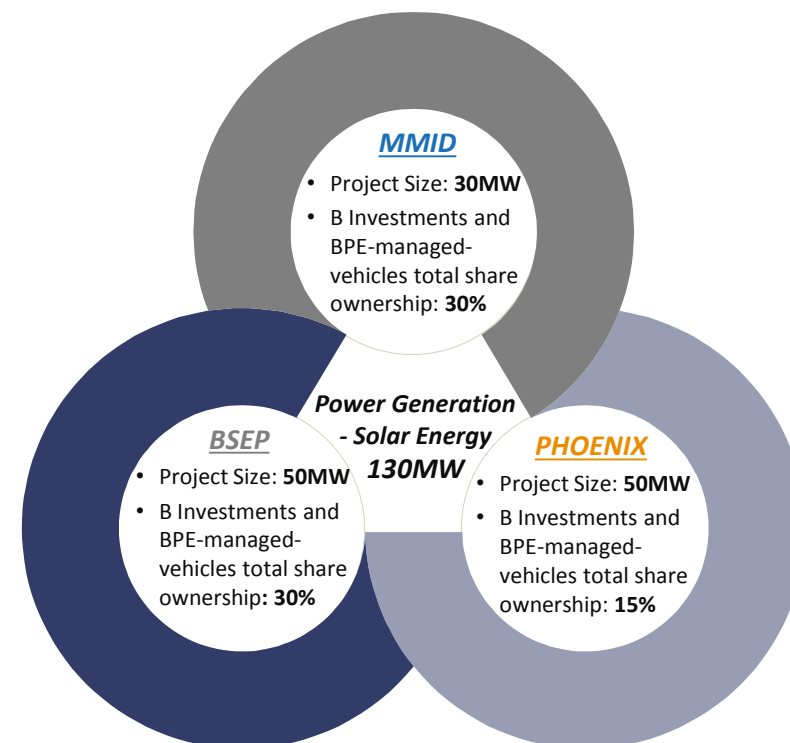 MMID
• Project Size: 30MW
• B Investments and
BPE-managed-
vehicles total share
ownership: 30%
Power Generation
- Solar Energy
130MW
BSEP
• Project Size: 50MW
• B Investments and
BPE-managed-
vehicles total share
ownership: 30%
PHOENIX
• Project Size: 50MW
• B Investments and
BPE-managed-
vehicles total share
ownership: 15%